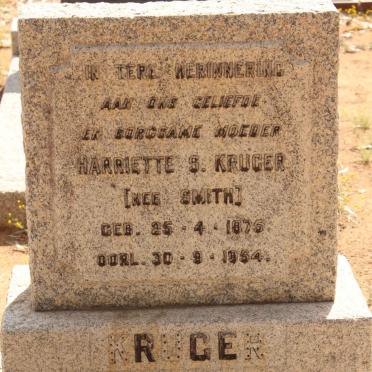 IN TERE HERINNERING
AAN ONS GELIEFDE
EN SORGSAME MOEDER
HARRIETTE S. KRUGER
[NEE SMITH]
GEB. 25 - 4 - 1875
OORL. 30 - 9 - 1954.
KRUGER